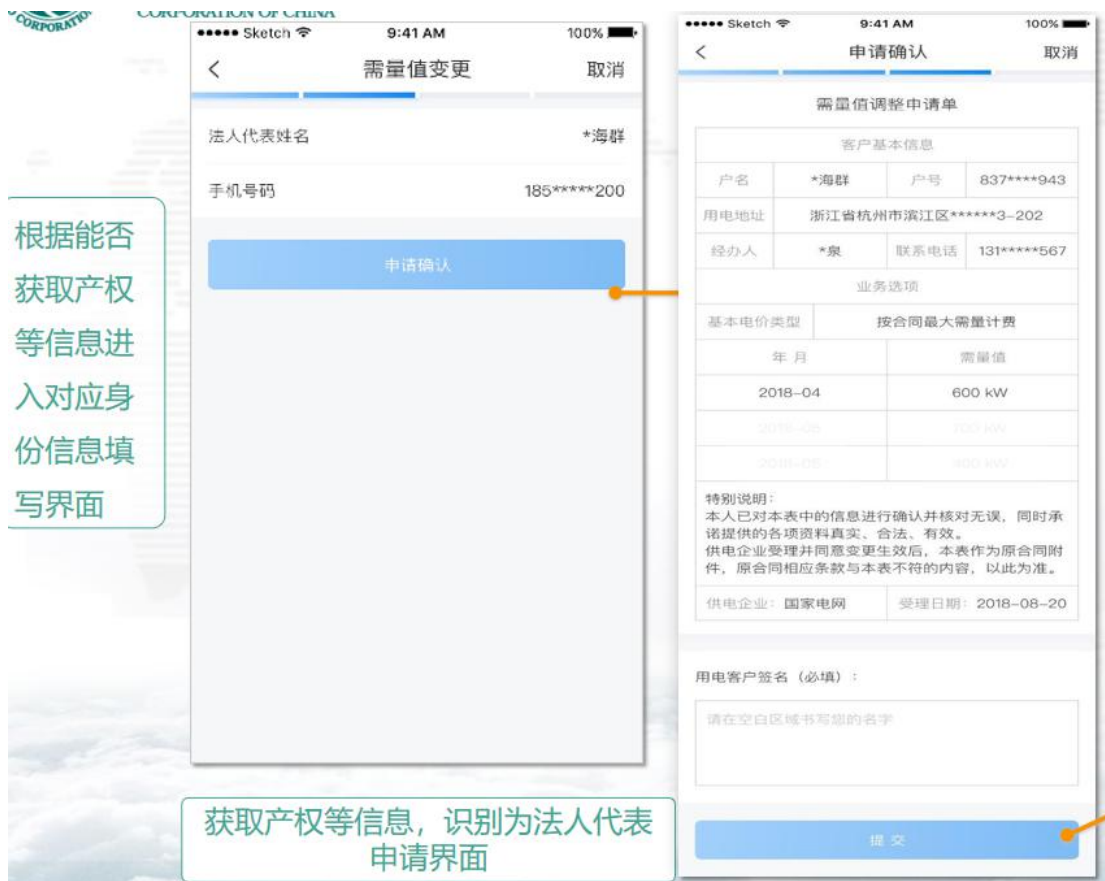 CORPORATION OF CHINA
CORPORATION
根据能否
获取产权
等信息进
入对应身
份信息填
写界面
Sketch 9:41 AM 100%
需量值变更 取消
法人代表姓名 *海群
手机号码 185*****200
申请确认
获取产权等信息，识别为法人代表
申请界面
Sketch 9:41 AM 100%
申请确认 取消
需量值调整申请单
客户基本信息
户名 *海群 户号 837****943
用电地址 浙江省杭州市滨江区******3-202
经办人 *泉 联系电话 131*****567
业务选项
基本电价类型 按合同最大需量计费
年 月 需量值
2018-04 600 kW
2018-05 kW
2018-05 kW
特别说明：
本人已对本表中的信息进行确认并核对无误，同时承
诺提供的各项资料真实、合法、有效。
供电企业受理并同意变更生效后，本表作为原合同附
件，原合同相应条款与本表不符的内容，以此为准。
供电企业：国家电网 受理日期：2018-08-20
用电客户签名（必填）：
请在空白区域书写您的名字
提 交